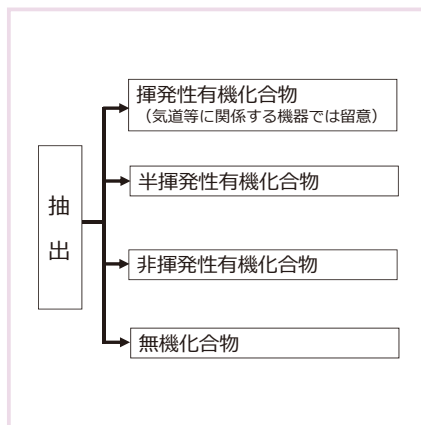 抽出
揮発性有機化合物
（気道等に関係する機器では留意）
半揮発性有機化合物
非揮発性有機化合物
無機化合物